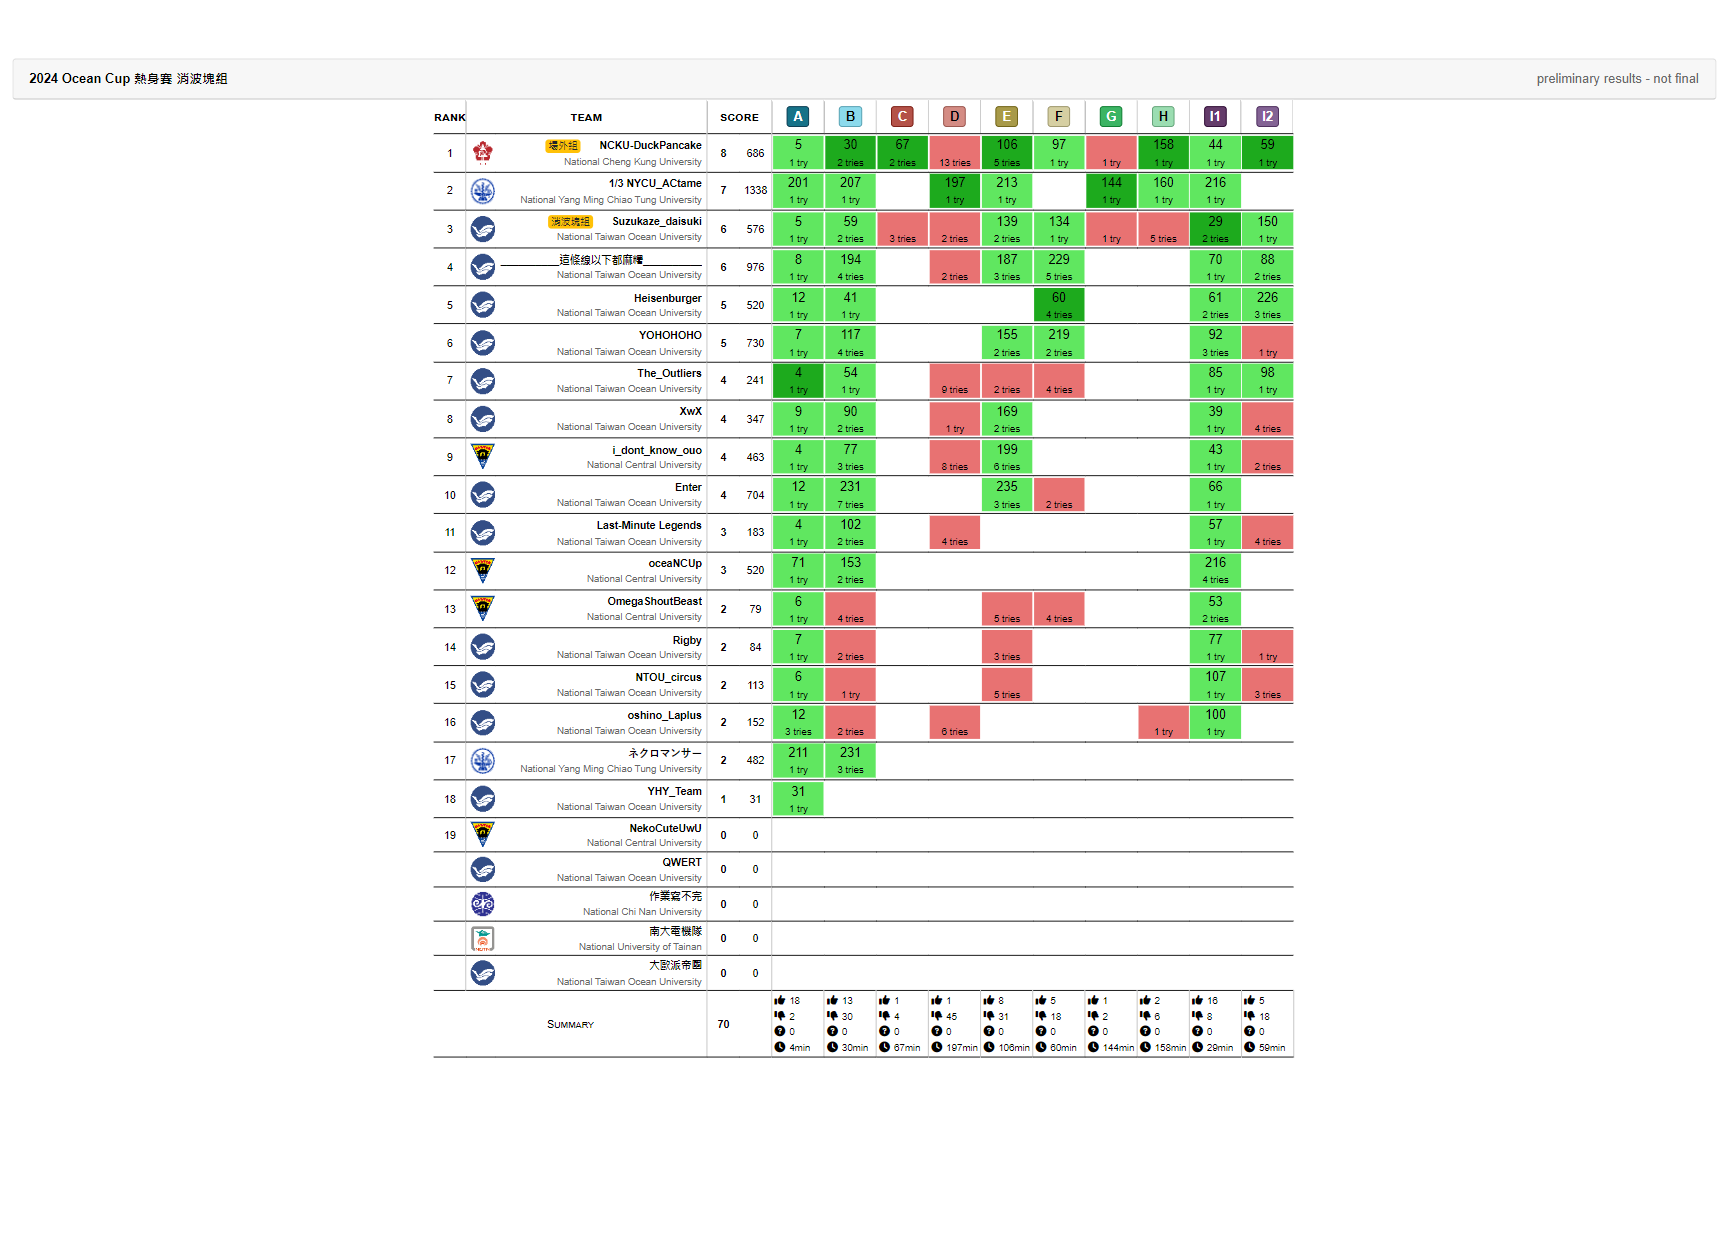 2024 Ocean Cup 熱身賽 消波塊組 preliminary results - not final
RANK TEAM SCORE A B C D E F G H I1 I2
1 場外組 NCKU-DuckPancake 8 686 5 30 67 106 97 158 44 59
National Cheng Kung University 1 try 2 tries 2 tries 13 tries 5 tries 1 try 1 try 1 try 1 try 1 try
2 1/3 NYCU_ACtame 7 1338 201 207 197 213 144 160 216
National Yang Ming Chiao Tung University 1 try 1 try 1 try 1 try 1 try 1 try 1 try
3 消波塊組 Suzukaze_daisuki 6 576 5 59 139 134 29 150
National Taiwan Ocean University 1 try 2 tries 3 tries 2 tries 2 tries 1 try 1 try 5 tries 2 tries 1 try
4 __________這條線以下都麻糬__________ 6 976 8 194 187 229 70 88
National Taiwan Ocean University 1 try 4 tries 2 tries 3 tries 5 tries 1 try 2 tries
5 Heisenburger 5 520 12 41 60 61 226
National Taiwan Ocean University 1 try 1 try 4 tries 2 tries 3 tries
6 YOHOHOHO 5 730 7 117 155 219 92
National Taiwan Ocean University 1 try 4 tries 2 tries 2 tries 3 tries 1 try
7 The_Outliers 4 241 4 54 85 98
National Taiwan Ocean University 1 try 1 try 9 tries 2 tries 4 tries 1 try 1 try
8 XwX 4 347 9 90 169 39
National Taiwan Ocean University 1 try 2 tries 1 try 2 tries 1 try 4 tries
9 i_dont_know_ouo 4 463 4 77 199 43
National Central University 1 try 3 tries 8 tries 6 tries 1 try 2 tries
10 Enter 4 704 12 231 235 66
National Taiwan Ocean University 1 try 7 tries 3 tries 2 tries 1 try
11 Last-Minute Legends 3 183 4 102 57
National Taiwan Ocean University 1 try 2 tries 4 tries 1 try 4 tries
12 oceaNCUp 3 520 71 153 216
National Central University 1 try 2 tries 4 tries
13 OmegaShoutBeast 2 79 6 53
National Central University 1 try 4 tries 5 tries 4 tries 2 tries
14 Rigby 2 84 7 77
National Taiwan Ocean University 1 try 2 tries 3 tries 1 try 1 try
15 NTOU_circus 2 113 6 107
National Taiwan Ocean University 1 try 1 try 5 tries 1 try 3 tries
16 oshino_Laplus 2 152 12 100
National Taiwan Ocean University 3 tries 2 tries 6 tries 1 try 1 try
17 ネクロマンサー 2 482 211 231
National Yang Ming Chiao Tung University 1 try 3 tries
18 YHY_Team 1 31 31
National Taiwan Ocean University 1 try
19 NekoCuteUwU 0 0
National Central University
QWERT 0 0
National Taiwan Ocean University
作業寫不完 0 0
National Chi Nan University
南大電機隊 0 0
National University of Tainan
大歐派帝國 0 0
National Taiwan Ocean University
18 13 1 1 8 5 1 2 16 5
SUMMARY 70 2 30 4 45 31 18 2 6 8 18
0 0 0 0 0 0 0 0 0 0
4min 30min 67min 197min 106min 60min 144min 158min 29min 59min